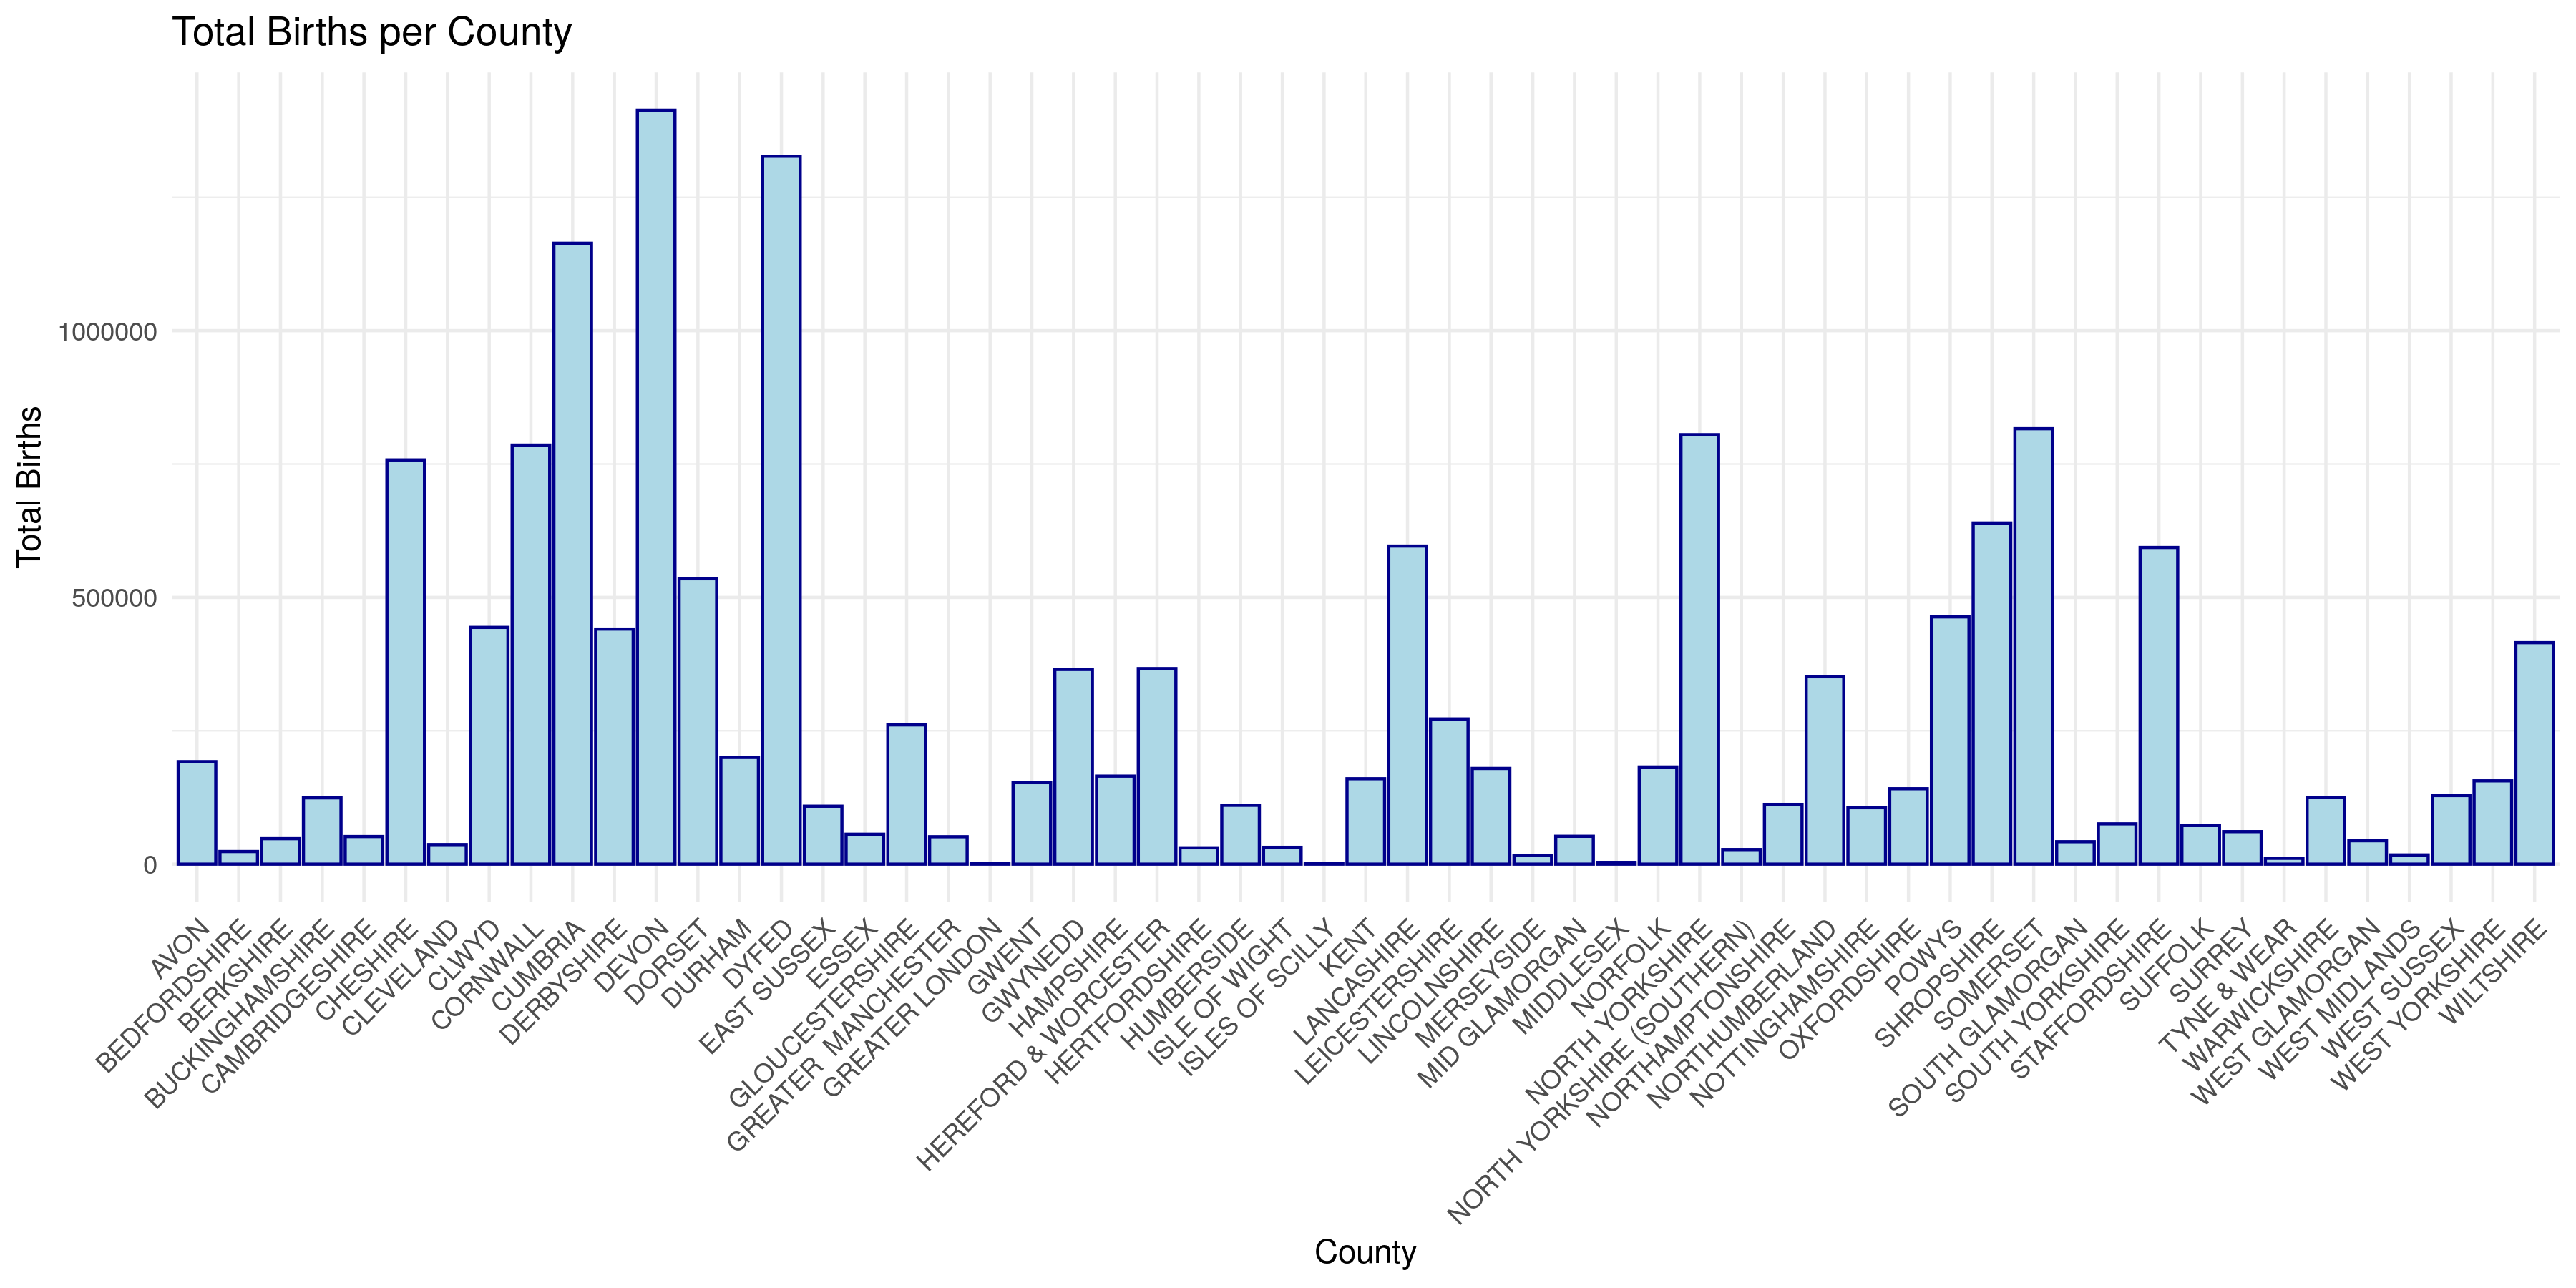 Total Births per County
Total Births
1000000
500000
0
AVON
BEDFORDSHIRE
BERKSHIRE
BUCKINGHAMSHIRE
CAMBRIDGESHIRE
CHESHIRE
CLEVELAND
CLWYD
CORNWALL
CUMBRIA
DERBYSHIRE
DEVON
DORSET
DURHAM
DYFED
EAST SUSSEX
ESSEX
GLOUCESTERSHIRE
GREATER MANCHESTER
GREATER LONDON
GWENT
GWYNEDD
HAMPSHIRE
HEREFORD & WORCESTER
HERTFORDSHIRE
HUMBERSIDE
ISLE OF WIGHT
ISLES OF SCILLY
KENT
LANCASHIRE
LEICESTERSHIRE
LINCOLNSHIRE
MERSEYSIDE
MID GLAMORGAN
MIDDLESEX
NORFOLK
NORTH YORKSHIRE
NORTH YORKSHIRE (SOUTHERN)
NORTHAMPTONSHIRE
NORTHUMBERLAND
NOTTINGHAMSHIRE
OXFORDSHIRE
POWYS
SHROPSHIRE
SOMERSET
SOUTH GLAMORGAN
SOUTH YORKSHIRE
STAFFORDSHIRE
SUFFOLK
SURREY
TYNE & WEAR
WARWICKSHIRE
WEST GLAMORGAN
WEST MIDLANDS
WEST SUSSEX
WEST YORKSHIRE
WILTSHIRE
County